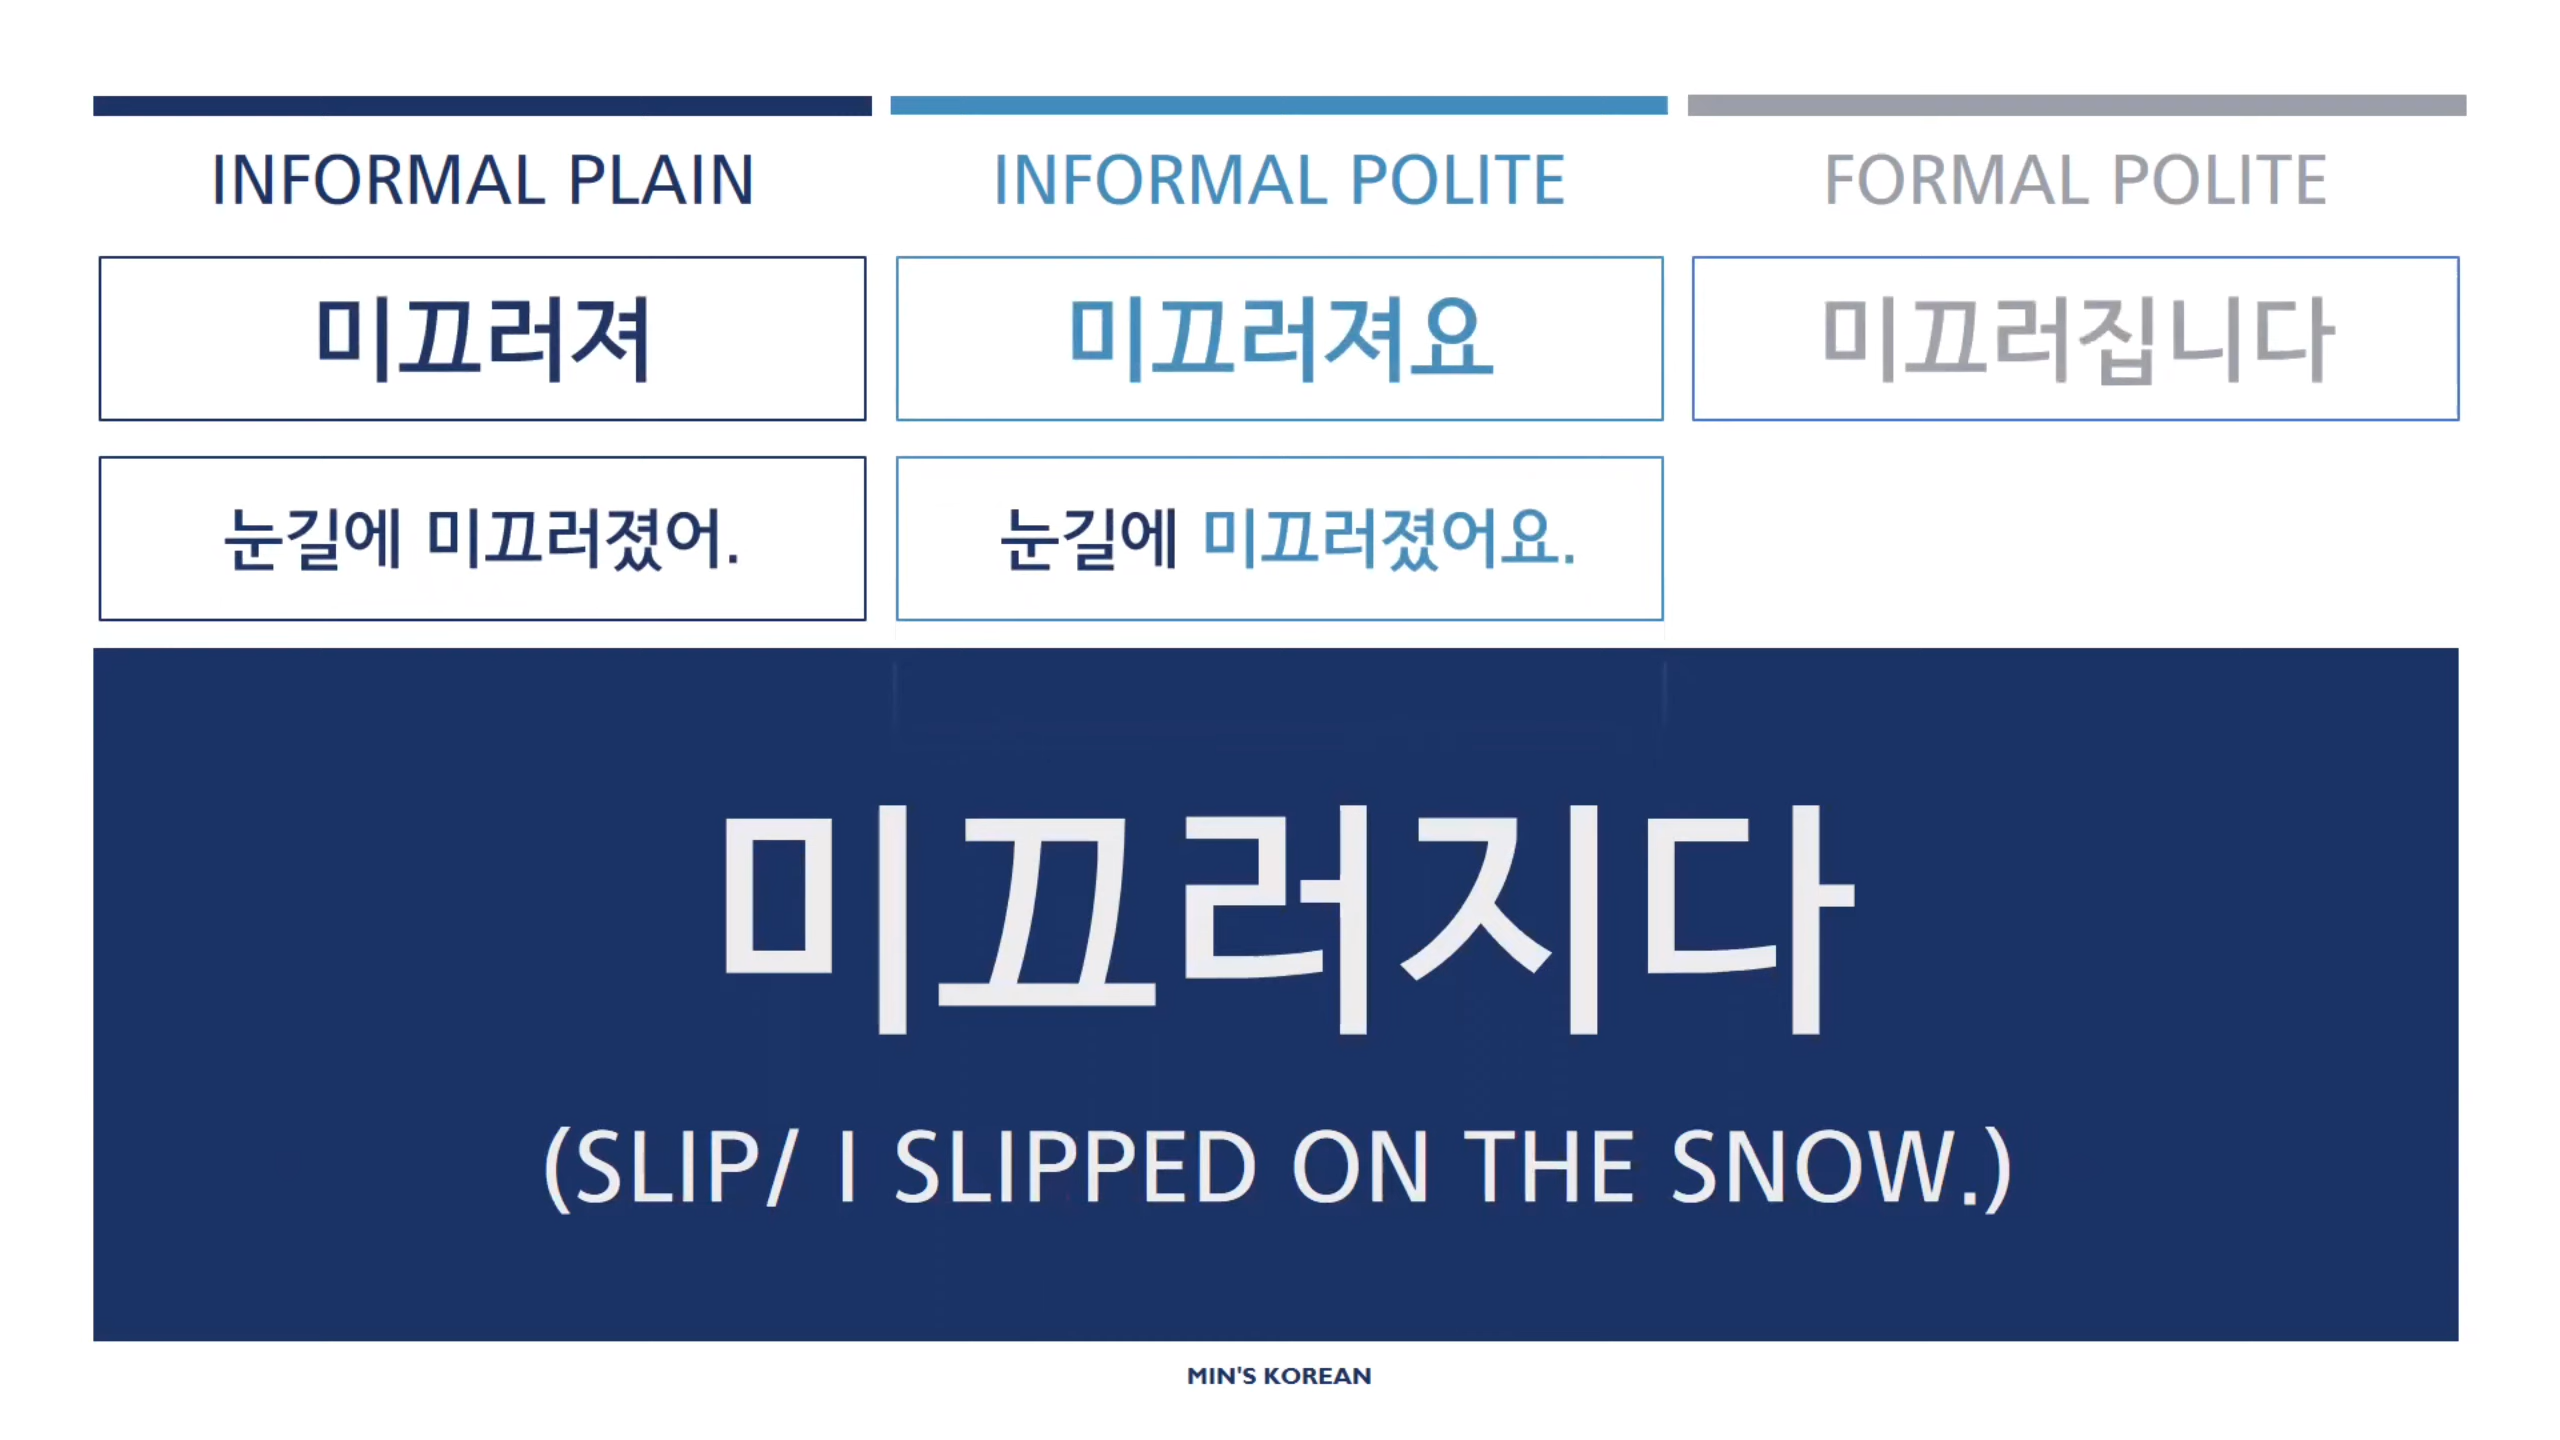 INFORMAL PLAIN
INFORMAL POLITE
FORMAL POLITE
미끄러져
미끄러져요
미끄러집니다
눈길에 미끄러졌어.
눈길에 미끄러졌어요.
미끄러지다
(SLIP/ I SLIPPED ON THE SNOW.)
MIN'S KOREAN